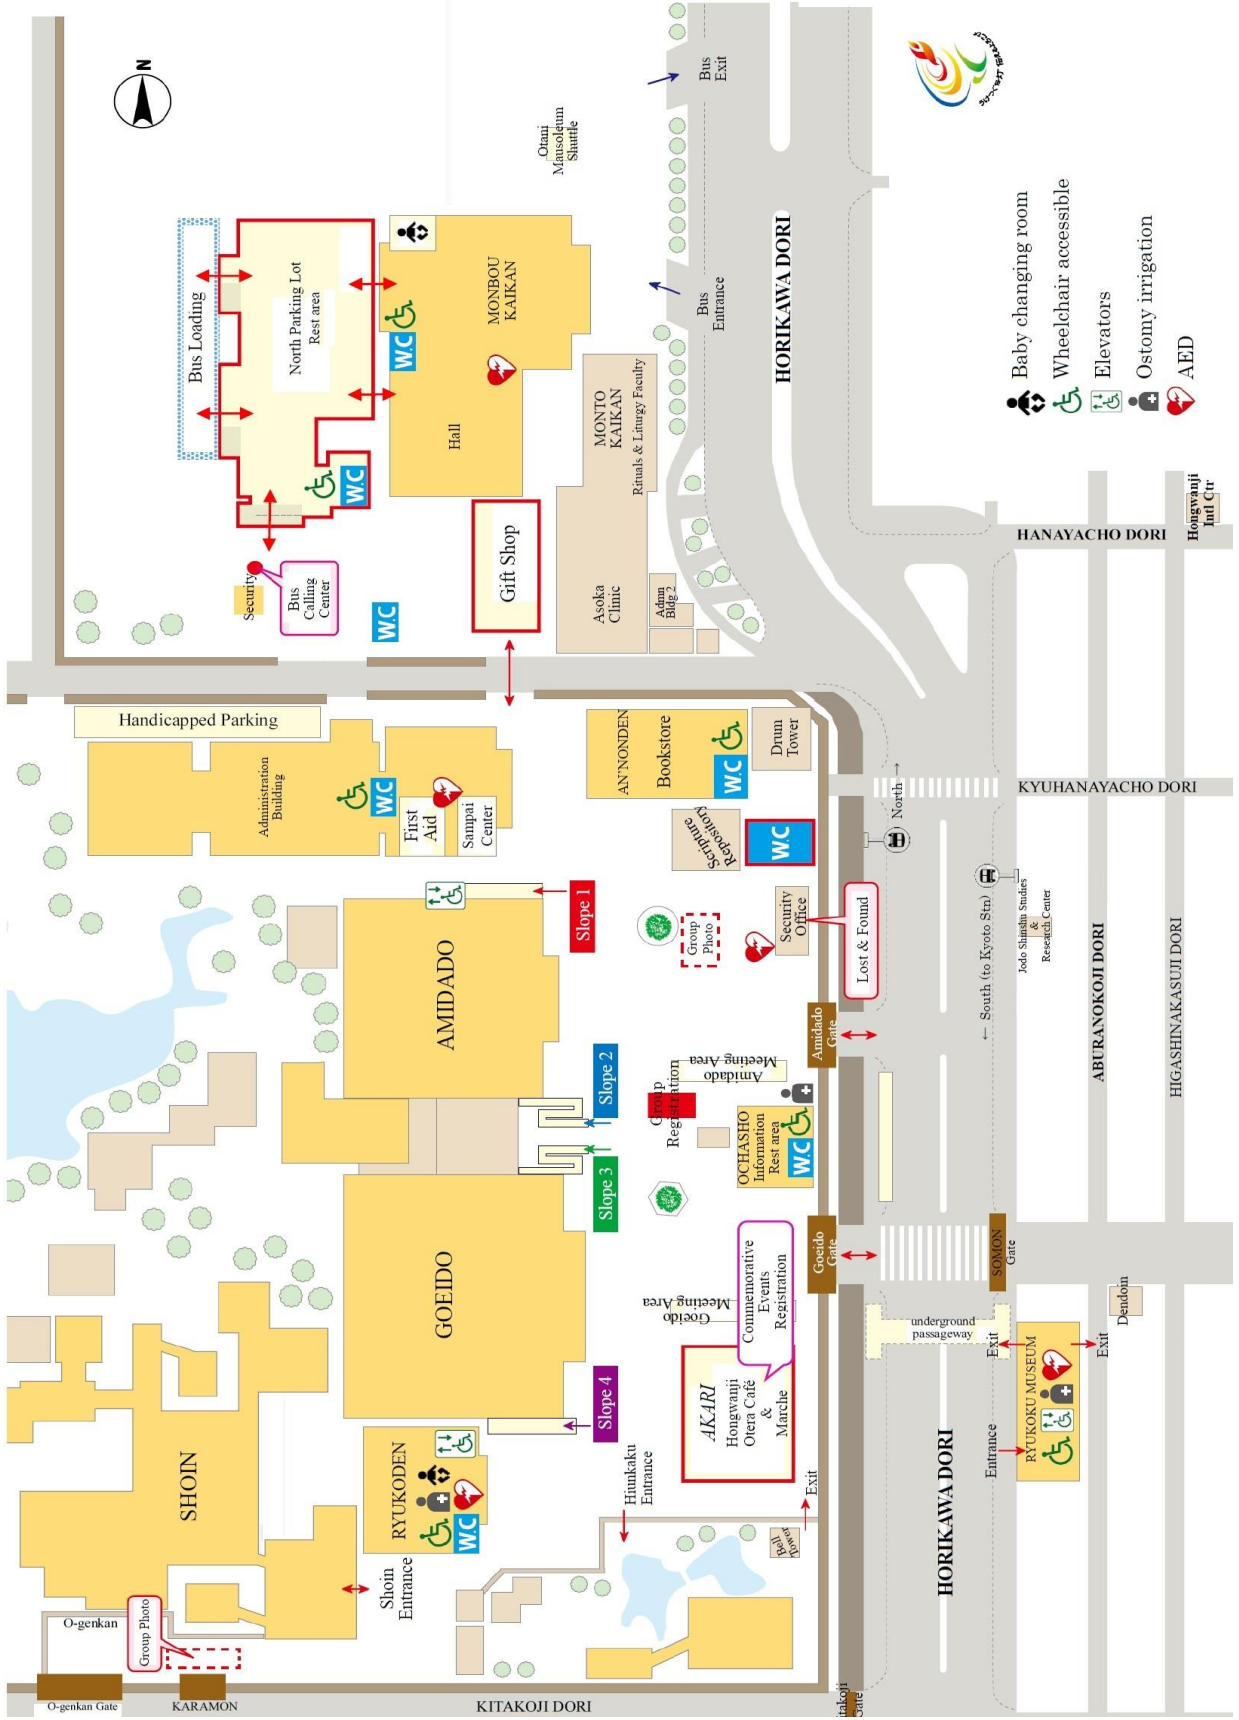 N
Bus Loading
North Parking Lot
Rest area
W.C
Security
Bus
Calling
Center
W.C
MONBOU
KAIKAN
Hall
W.C
Otani
Mausoleum
Shuttle
Bus
Exit
Bus
Entrance
MONTO
KAIKAN
Rituals & Liturgy Faculty
Asoka
Clinic
Admn
Bldg 2
Gift Shop
HORIKAWA DORI
Baby changing room
Wheelchair accessible
Elevators
Ostomy irrigation
AED
HANAYACHO DORI
Hongwanji
Intl Ctr
Handicapped Parking
Administration
Building
W.C
First
Aid
Sampai
Center
AN'NONDEN
Bookstore
W.C
Drum
Tower
Scripture
Repository
W.C
KYUHANAYACHO DORI
North →
← South (to Kyoto Stn)
Jodo Shinshu Studies
&
Research Center
ABURANOKOJI DORI
HIGASHINAKASUJI DORI
AMIDADO
Slope 1
Group
Photo
Security
Office
Lost & Found
Amidado
Gate
Slope 2
Slope 3
Group
Registration
Amidado
Meeting Area
OCHASHO
Information
Rest area
W.C
GOEIDO
Goeido
Gate
SOMON
Gate
Goeido
Meeting Area
Commemorative
Events
Registration
AKARI
Hongwanji
Otera Café
&
Marche
Slope 4
underground
passageway
Dendoin
Exit
Exit
RYUKOKU MUSEUM
Entrance
HORIKAWA DORI
SHOIN
RYUKODEN
W.C
Shoin
Entrance
Hiunkaku
Entrance
Exit
Bell
Tower
O-genkan
Group Photo
O-genkan Gate
KARAMON
KITAKOJI DORI
Gate